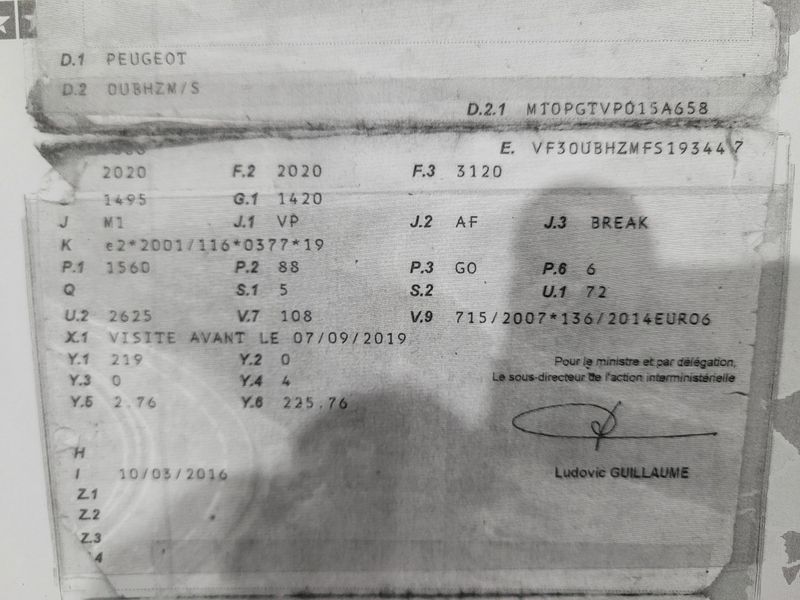 D.1 PEUGEOT
D.2 0UBHZM/S
D.2.1 M10PGTVP015A658
E. VF30UBHZMFS193447
2020 F.2 2020 F.3 3120
1495 G.1 1420
J M1 J.1 VP J.2 AF J.3 BREAK
K e2*2001/116*0377*19
P.1 1560 P.2 88 P.3 GO P.6 6
Q S.1 5 S.2 U.1 72
U.2 2625 V.7 108 V.9 715/2007*136/2014EURO6
X.1 VISITE AVANT LE 07/09/2019
Y.1 219 Y.2 0
Y.3 0 Y.4 4
Y.5 2.76 Y.6 225.76
Pour le ministre et par délégation,
Le sous-directeur de l'action interministérielle
Ludovic GUILLAUME
H
I 10/03/2016
Z.1
Z.2
Z.3
4